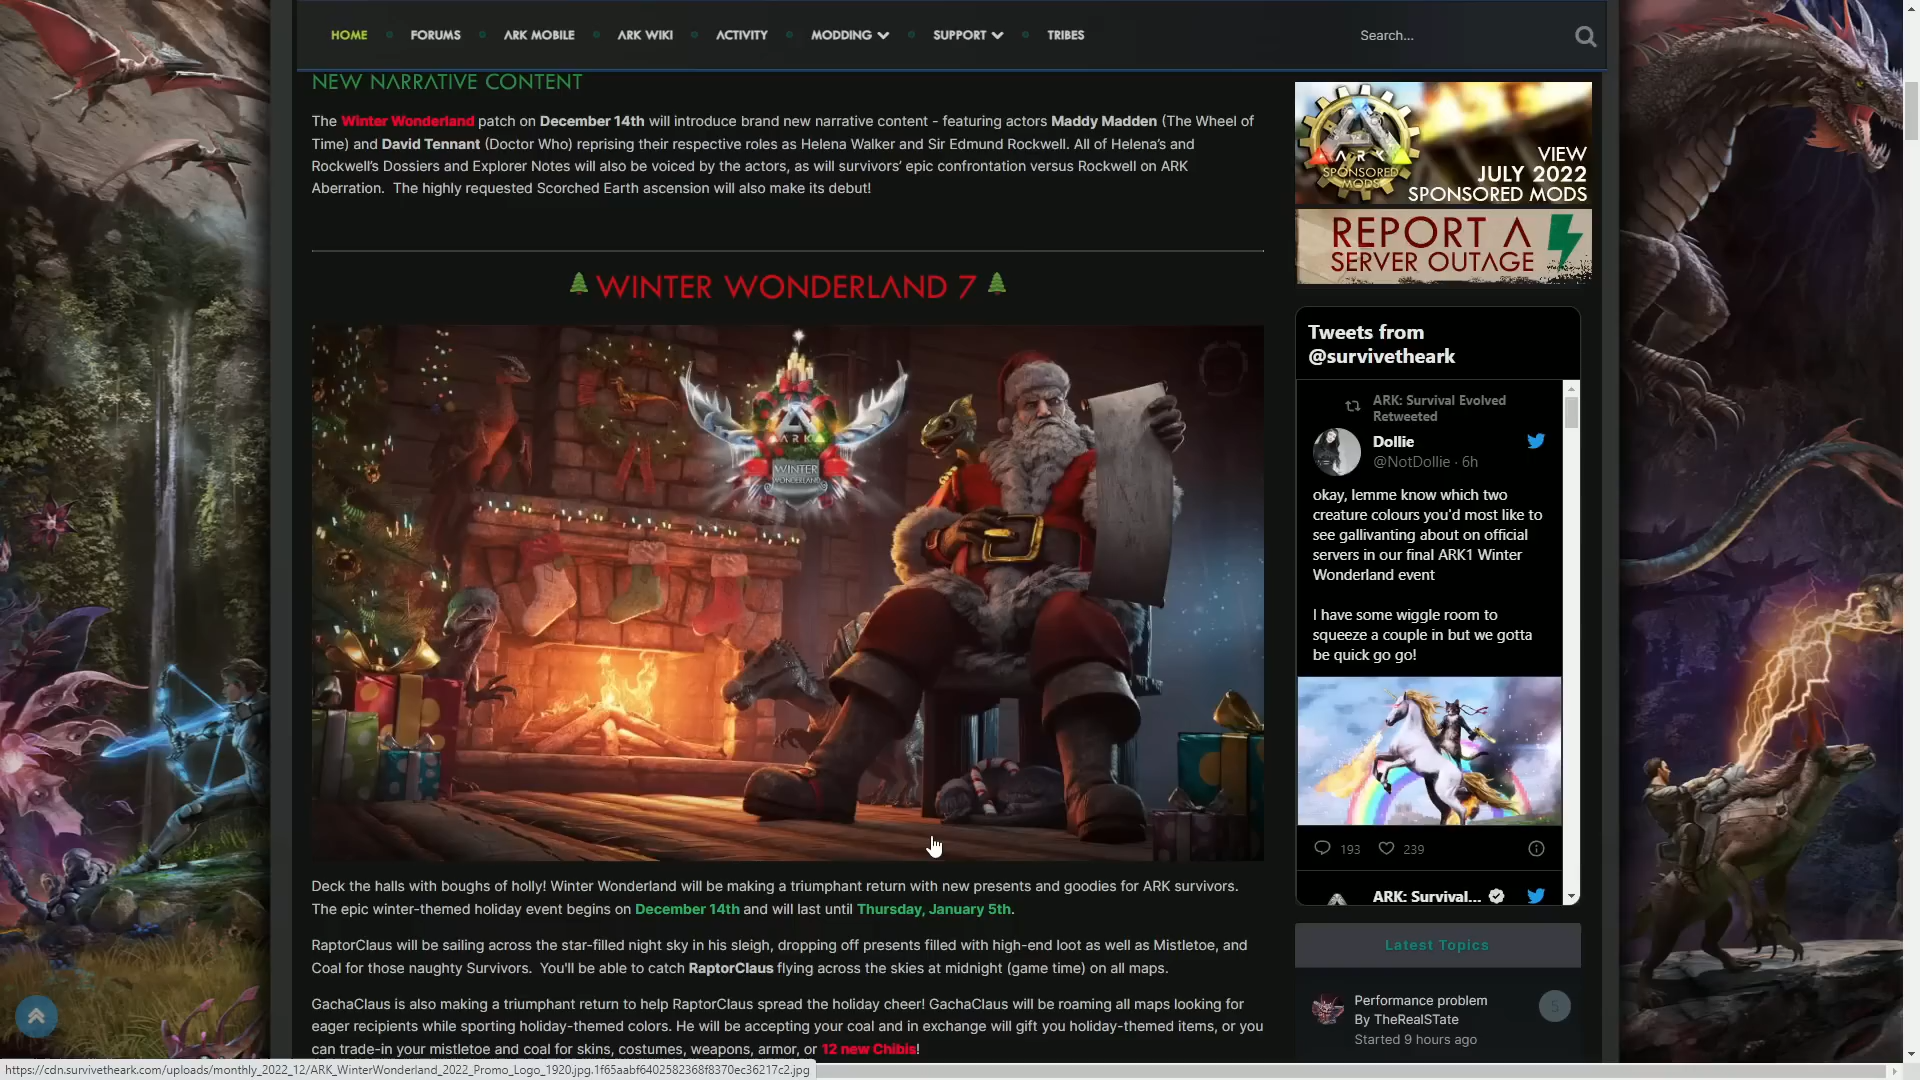 HOME
FORUMS
ARK MOBILE
ARK WIKI
ACTIVITY
MODDING
SUPPORT
TRIBES
Search...
NEW NARRATIVE CONTENT
The Winter Wonderland patch on December 14th will introduce brand new narrative content - featuring actors Maddy Madden (The Wheel of
Time) and David Tennant (Doctor Who) reprising their respective roles as Helena Walker and Sir Edmund Rockwell. All of Helena's and
Rockwell's Dossiers and Explorer Notes will also be voiced by the actors, as will survivors' epic confrontation versus Rockwell on ARK
Aberration.  The highly requested Scorched Earth ascension will also make its debut!
WINTER WONDERLAND 7
ARK
WINTER
WONDERLAND
Deck the halls with boughs of holly! Winter Wonderland will be making a triumphant return with new presents and goodies for ARK survivors.
The epic winter-themed holiday event begins on December 14th and will last until Thursday, January 5th.
RaptorClaus will be sailing across the star-filled night sky in his sleigh, dropping off presents filled with high-end loot as well as Mistletoe, and
Coal for those naughty Survivors.  You'll be able to catch RaptorClaus flying across the skies at midnight (game time) on all maps.
GachaClaus is also making a triumphant return to help RaptorClaus spread the holiday cheer! GachaClaus will be roaming all maps looking for
eager recipients while sporting holiday-themed colors. He will be accepting your coal and in exchange will gift you holiday-themed items, or you
can trade-in your mistletoe and coal for skins, costumes, weapons, armor, or 12 new Chibis!
ARK
SPONSORED
MODS
VIEW
JULY 2022
SPONSORED MODS
REPORT A
SERVER OUTAGE
Tweets from
@survivetheark
ARK: Survival Evolved
Retweeted
Dollie
@NotDollie · 6h
okay, lemme know which two
creature colours you'd most like to
see gallivanting about on official
servers in our final ARK1 Winter
Wonderland event
I have some wiggle room to
squeeze a couple in but we gotta
be quick go go!
193
239
ARK: Survival...
Latest Topics
Performance problem
By TheRealSTate
Started 9 hours ago
5
https://cdn.survivetheark.com/uploads/monthly_2022_12/ARK_WinterWonderland_2022_Promo_Logo_1920.jpg.1f65aabf6402582368f8370ec36217c2.jpg